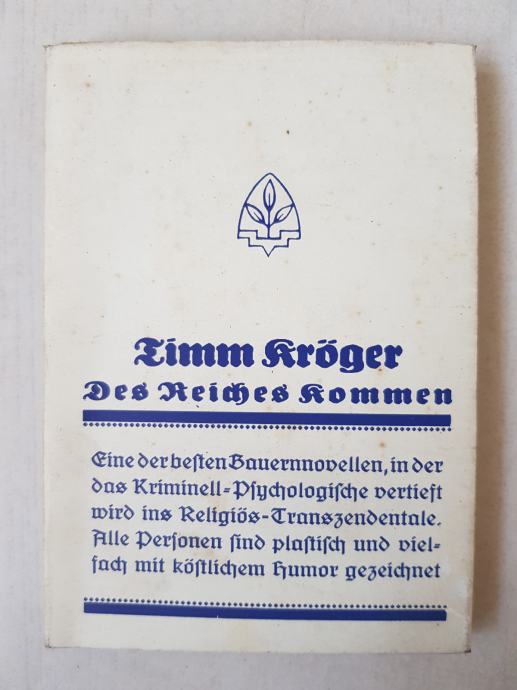 Timm Kröger
Des Reiches Kommen
Eine der besten Bauernnovellen, in der
das Kriminell-Psychologische vertieft
wird ins Religiös-Transzendentale.
Alle Personen sind plastisch und viel-
fach mit köstlichem Humor gezeichnet